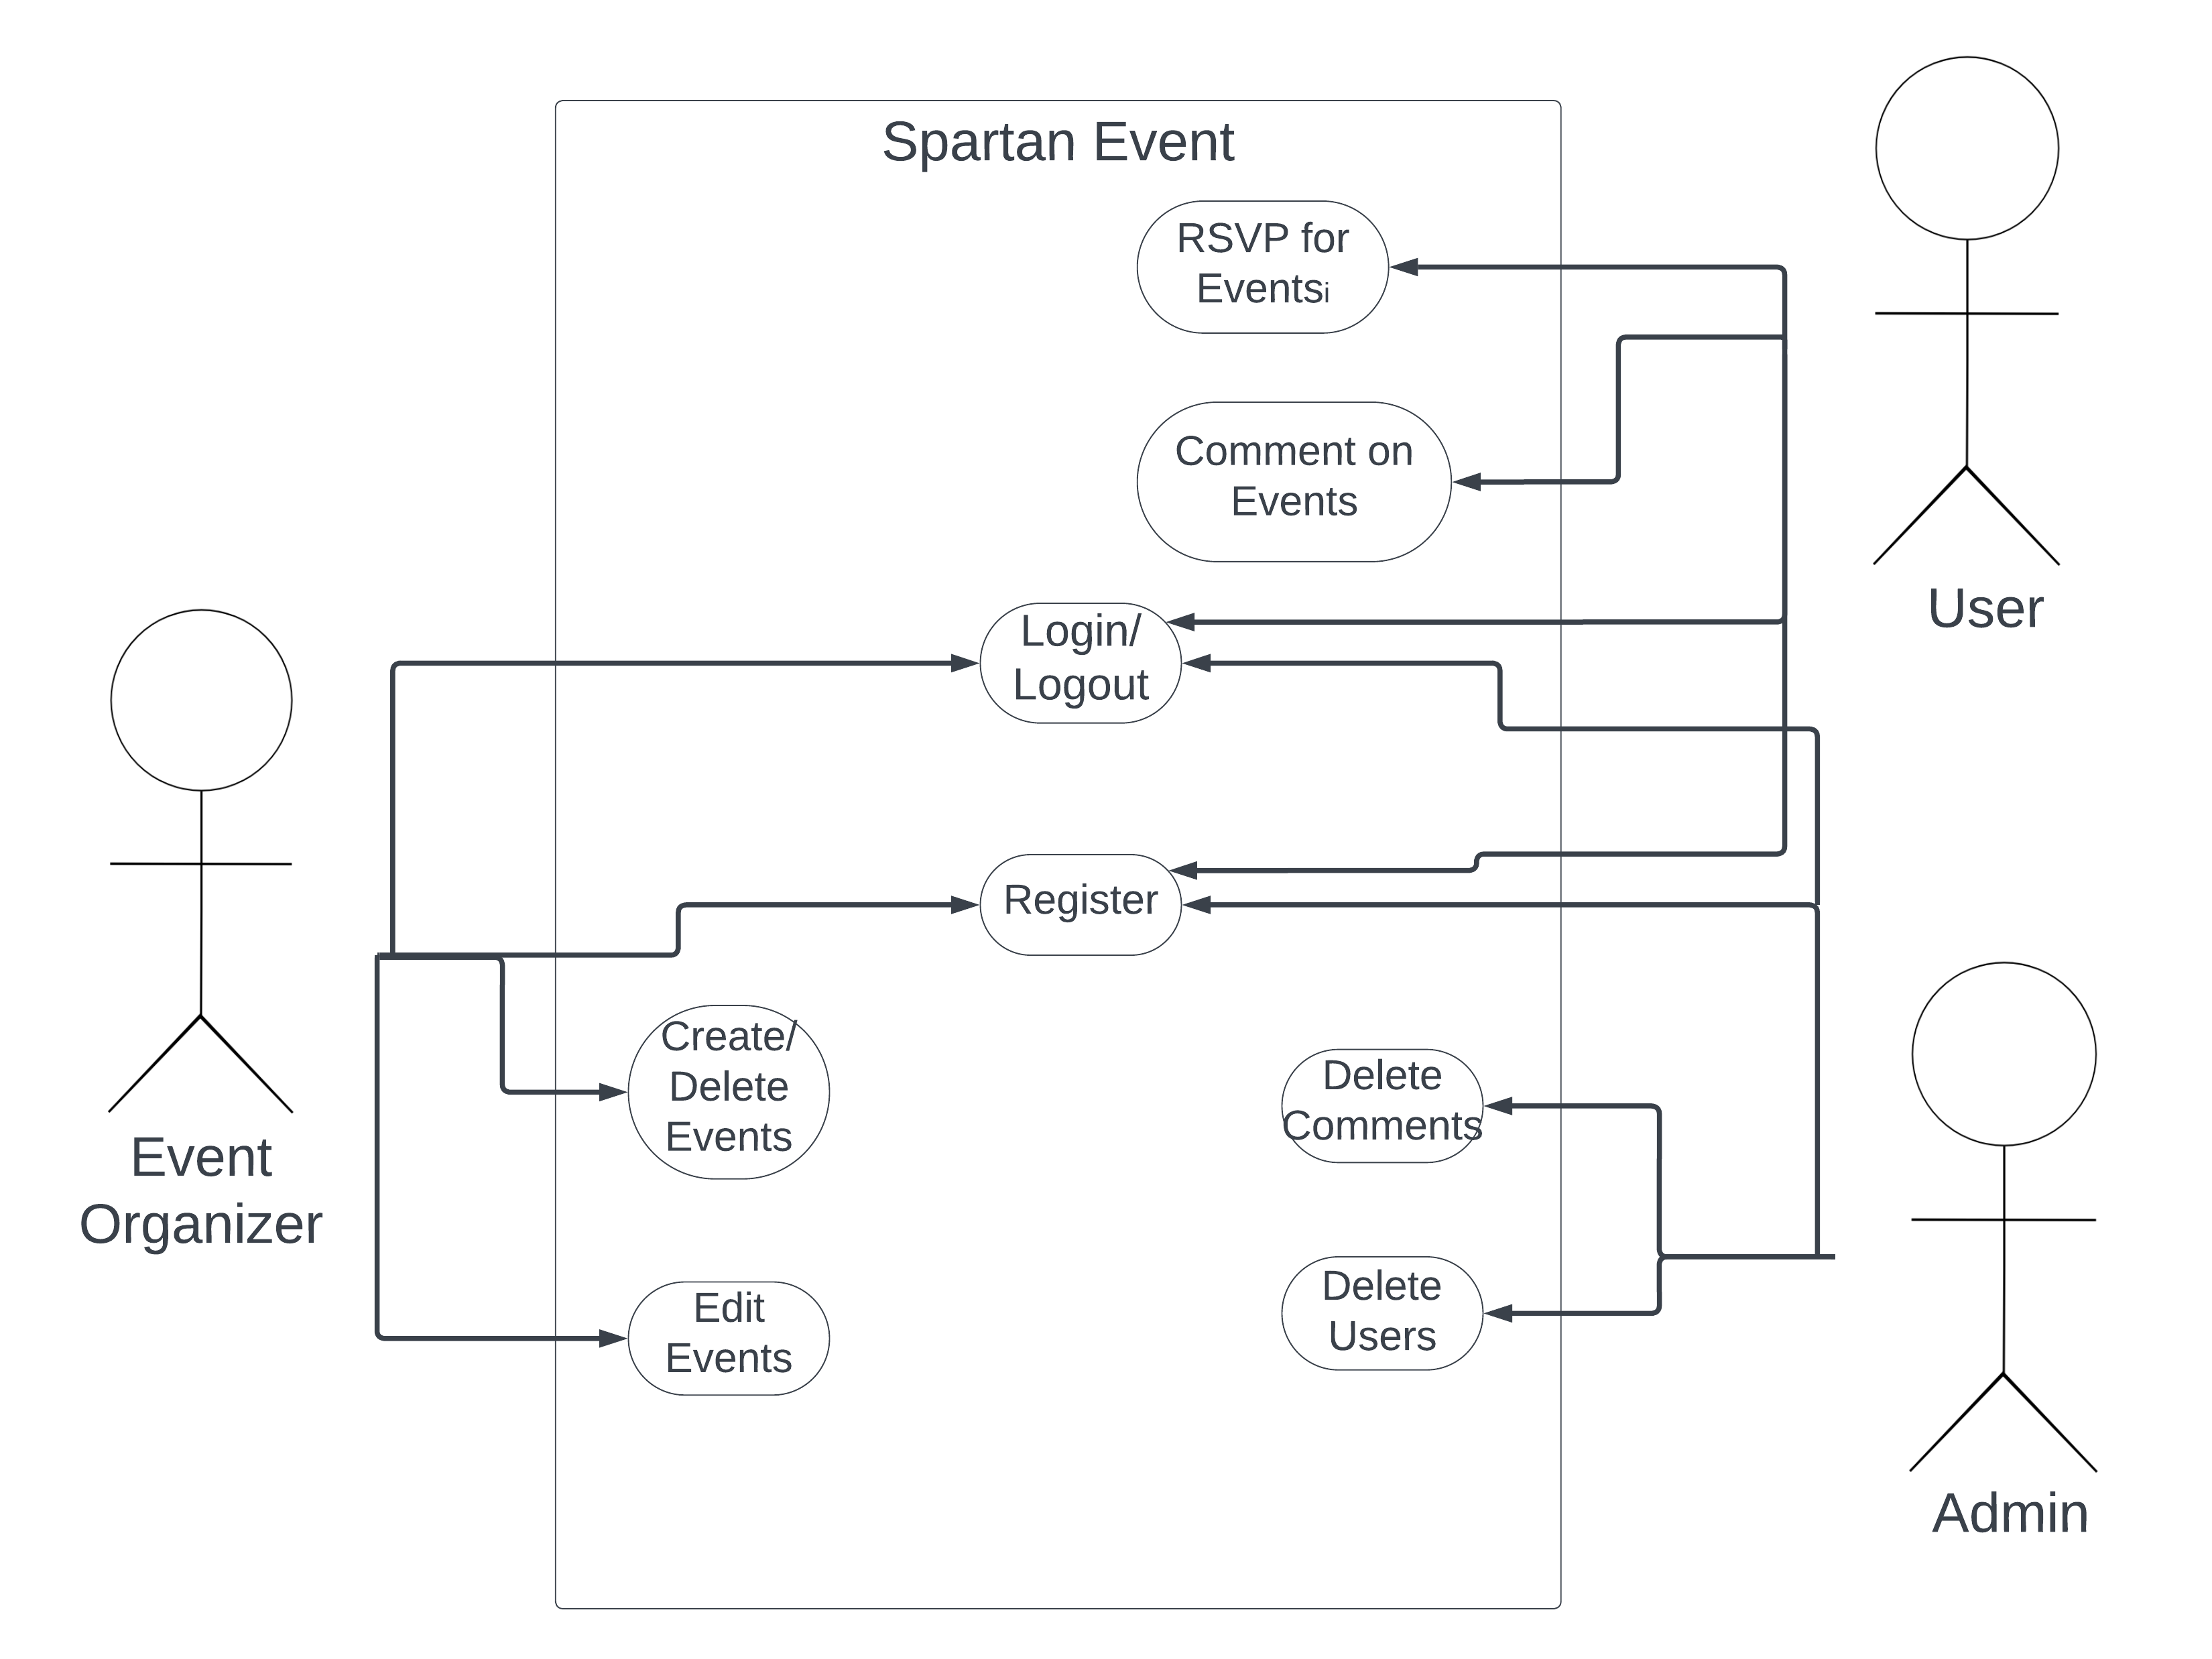 Spartan Event
RSVP for
Eventsi
Comment on
Events
User
Login/
Logout
Register
Event
Organizer
Create/
Delete
Events
Delete
Comments
Edit
Events
Delete
Users
Admin